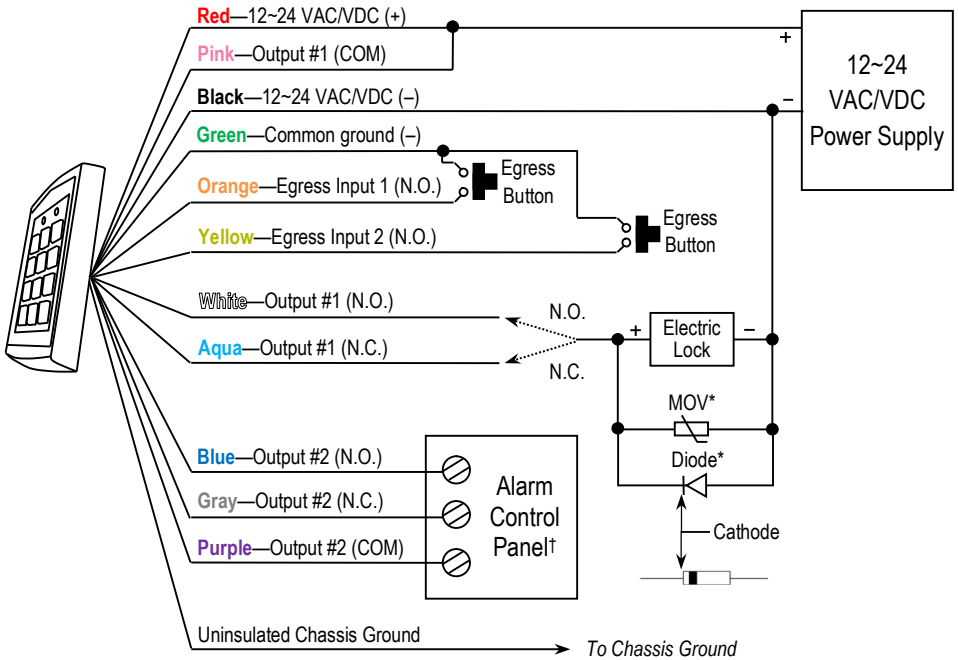 Red—12~24 VAC/VDC (+)
Pink—Output #1 (COM)
Black—12~24 VAC/VDC (–)
Green—Common ground (–)
Orange—Egress Input 1 (N.O.)
Yellow—Egress Input 2 (N.O.)
White—Output #1 (N.O.)
Aqua—Output #1 (N.C.)
Blue—Output #2 (N.O.)
Gray—Output #2 (N.C.)
Purple—Output #2 (COM)
Uninsulated Chassis Ground
To Chassis Ground
Egress
Button
Egress
Button
+
–
12~24
VAC/VDC
Power Supply
N.O.
N.C.
+
Electric
Lock
–
MOV*
Diode*
Cathode
Alarm
Control
Panel†